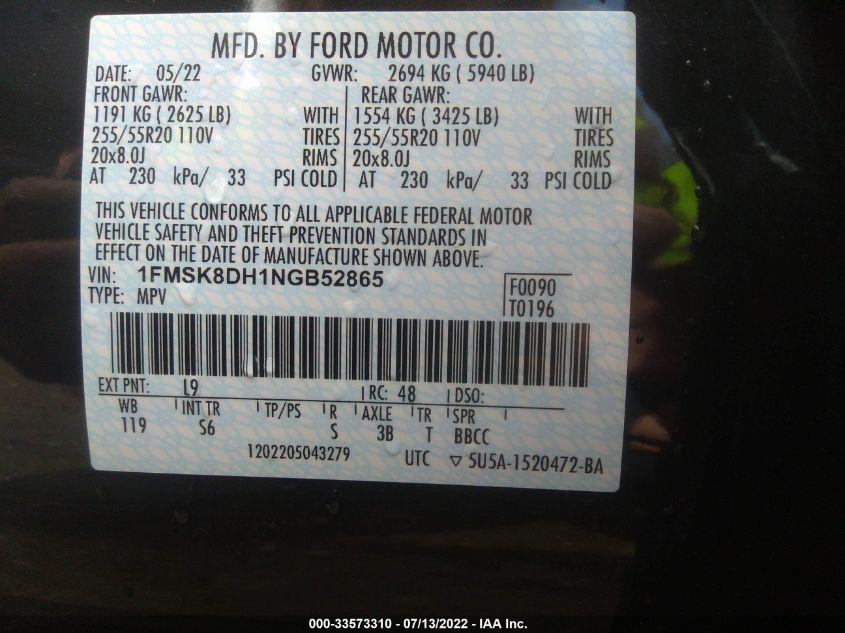 MFD. BY FORD MOTOR CO.
DATE: 05/22 GVWR: 2694 KG ( 5940 LB)
FRONT GAWR: REAR GAWR:
1191 KG ( 2625 LB) WITH 1554 KG ( 3425 LB) WITH
255/55R20 110V TIRES 255/55R20 110V TIRES
20x8.0J RIMS 20x8.0J RIMS
AT 230 kPa/ 33 PSI COLD AT 230 kPa/ 33 PSI COLD
THIS VEHICLE CONFORMS TO ALL APPLICABLE FEDERAL MOTOR
VEHICLE SAFETY AND THEFT PREVENTION STANDARDS IN
EFFECT ON THE DATE OF MANUFACTURE SHOWN ABOVE.
VIN: 1FMSK8DH1NGB52865 F0090
TYPE: MPV T0196
EXT PNT: L9 RC: 48 DSO:
WB INT TR TP/PS R AXLE TR SPR
119 S6 S 3B T BBCC
1202205043279 UTC ▽ 5U5A-1520472-BA
000-33573310 - 07/13/2022 - IAA Inc.